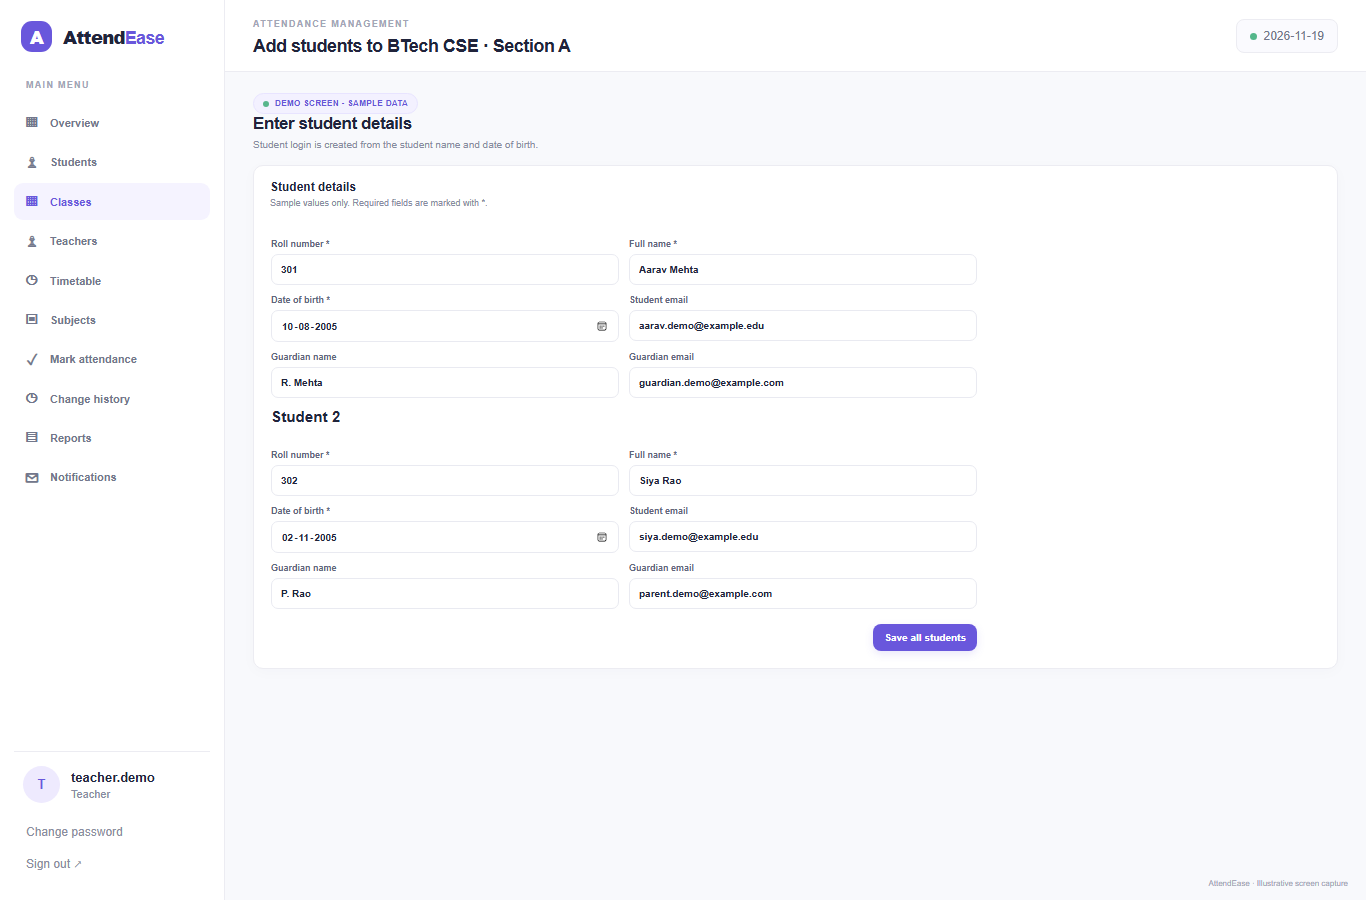 A AttendEase
MAIN MENU
Overview
Students
Classes
Teachers
Timetable
Subjects
Mark attendance
Change history
Reports
Notifications
T
teacher.demo
Teacher
Change password
Sign out ↗
ATTENDANCE MANAGEMENT
Add students to BTech CSE · Section A
2026-11-19
DEMO SCREEN - SAMPLE DATA
Enter student details
Student login is created from the student name and date of birth.
Student details
Sample values only. Required fields are marked with *.
Roll number * Full name *
301 Aarav Mehta
Date of birth * Student email
10-08-2005 aarav.demo@example.edu
Guardian name Guardian email
R. Mehta guardian.demo@example.com
Student 2
Roll number * Full name *
302 Siya Rao
Date of birth * Student email
02-11-2005 siya.demo@example.edu
Guardian name Guardian email
P. Rao parent.demo@example.com
Save all students
AttendEase · Illustrative screen capture